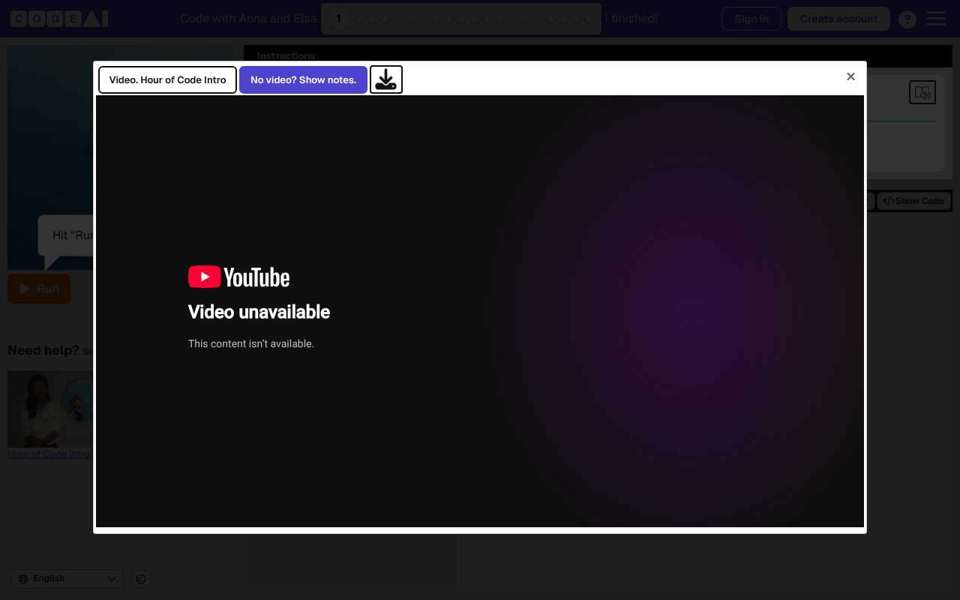 CODEAI
Code with Anna and Elsa
1
I finished!
Sign in
Create account
?
Instructions
Video. Hour of Code Intro
No video? Show notes.
×
Show Code
Hit "Run
YouTube
Video unavailable
This content isn't available.
Run
Need help?
Hour of Code Intro
English